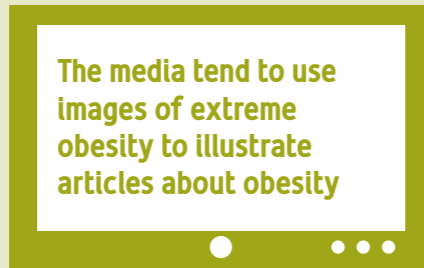 The media tend to use
images of extreme
obesity to illustrate
articles about obesity